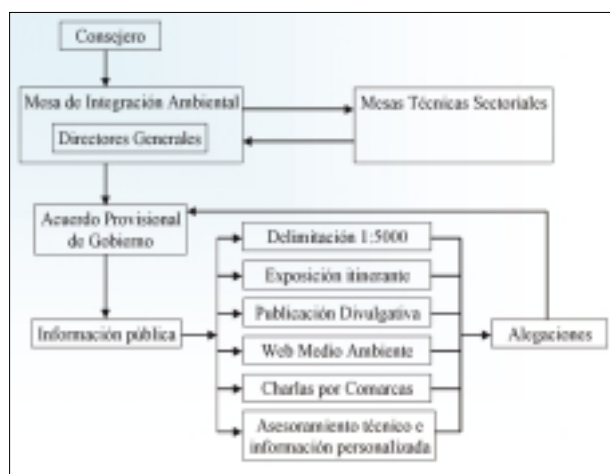 Consejero
Mesa de Integración Ambiental
Directores Generales
Mesas Técnicas Sectoriales
Acuerdo Provisional
de Gobierno
Información pública
Delimitación 1:5000
Exposición itinerante
Publicación Divulgativa
Web Medio Ambiente
Charlas por Comarcas
Asesoramiento técnico e
información personalizada
Alegaciones